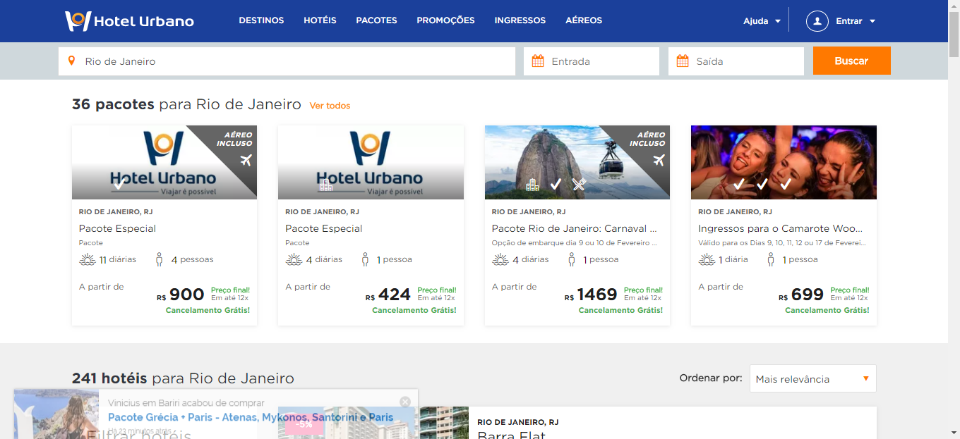 Hotel Urbano DESTINOS HOTÉIS PACOTES PROMOÇÕES INGRESSOS AÉREOS Ajuda Entrar
Rio de Janeiro Entrada Saída Buscar
36 pacotes para Rio de Janeiro Ver todos
AÉREO INCLUSO
Hotel Urbano
Viajar é possível
RIO DE JANEIRO, RJ
Pacote Especial
Pacote
11 diárias 4 pessoas
A partir de
R$ 900 Preço final!
Em até 12x
Cancelamento Grátis!
Hotel Urbano
Viajar é possível
RIO DE JANEIRO, RJ
Pacote Especial
Pacote
4 diárias 1 pessoa
A partir de
R$ 424 Preço final!
Em até 12x
Cancelamento Grátis!
AÉREO INCLUSO
RIO DE JANEIRO, RJ
Pacote Rio de Janeiro: Carnaval ...
Opção de embarque dia 9 ou 10 de Fevereiro ...
4 diárias 1 pessoa
A partir de
R$ 1469 Preço final!
Em até 12x
Cancelamento Grátis!
RIO DE JANEIRO, RJ
Ingressos para o Camarote Woo...
Válido para os Dias 9, 10, 11, 12 ou 17 de Feverei...
1 diária 1 pessoa
A partir de
R$ 699 Preço final!
Em até 12x
Cancelamento Grátis!
241 hotéis para Rio de Janeiro
Ordenar por: Mais relevância
Vinicius em Bariri acabou de comprar
Pacote Grécia + Paris - Atenas, Mykonos, Santorini e Paris
há 23 minutos atrás
Filtrar hotéis
-5%
RIO DE JANEIRO, RJ
Barra Flat